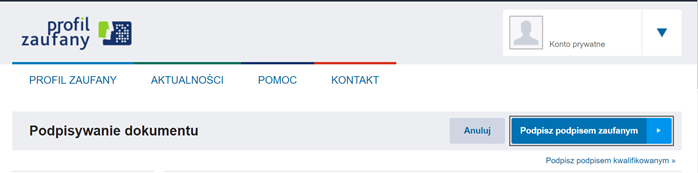 profil
zaufany
Konto prywatne
PROFIL ZAUFANY AKTUALNOŚCI POMOC KONTAKT
Podpisywanie dokumentu Anuluj Podpisz podpisem zaufanym
Podpisz podpisem kwalifikowanym »